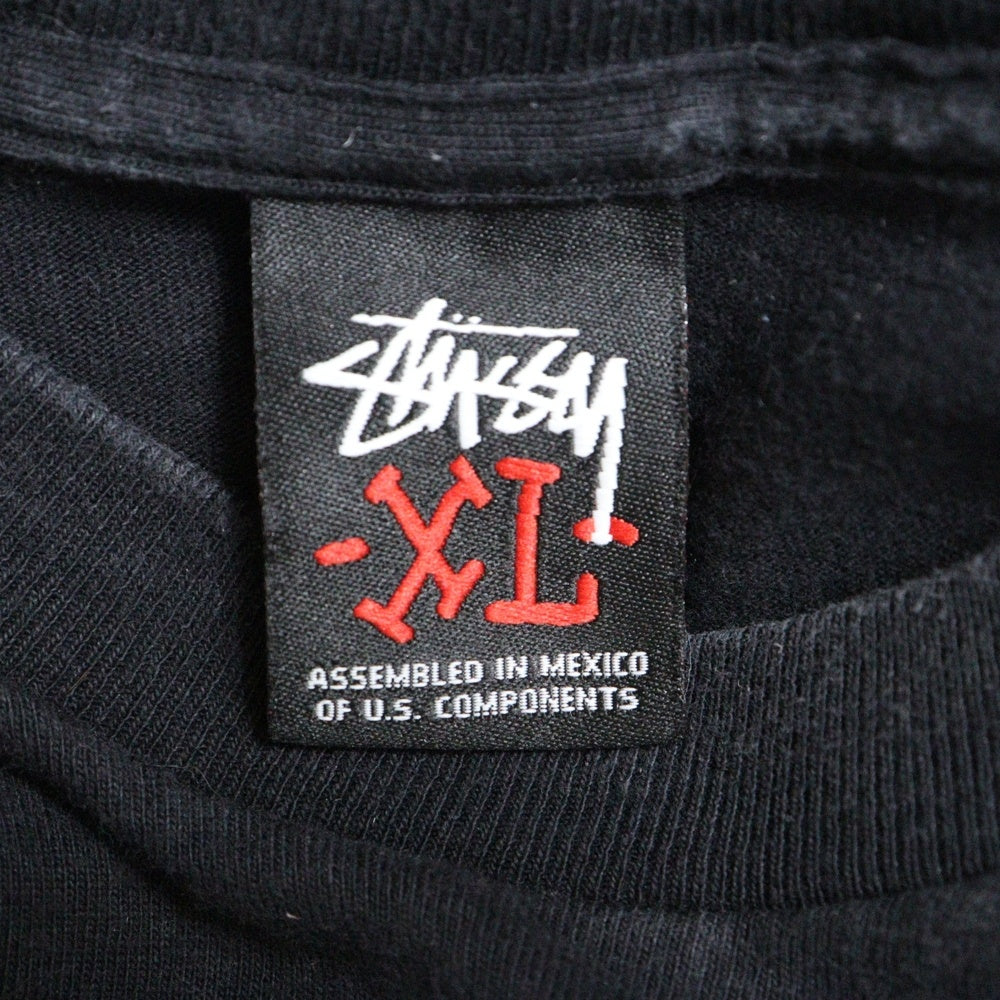 Stüssy
-XL-
ASSEMBLED IN MEXICO
OF U.S. COMPONENTS